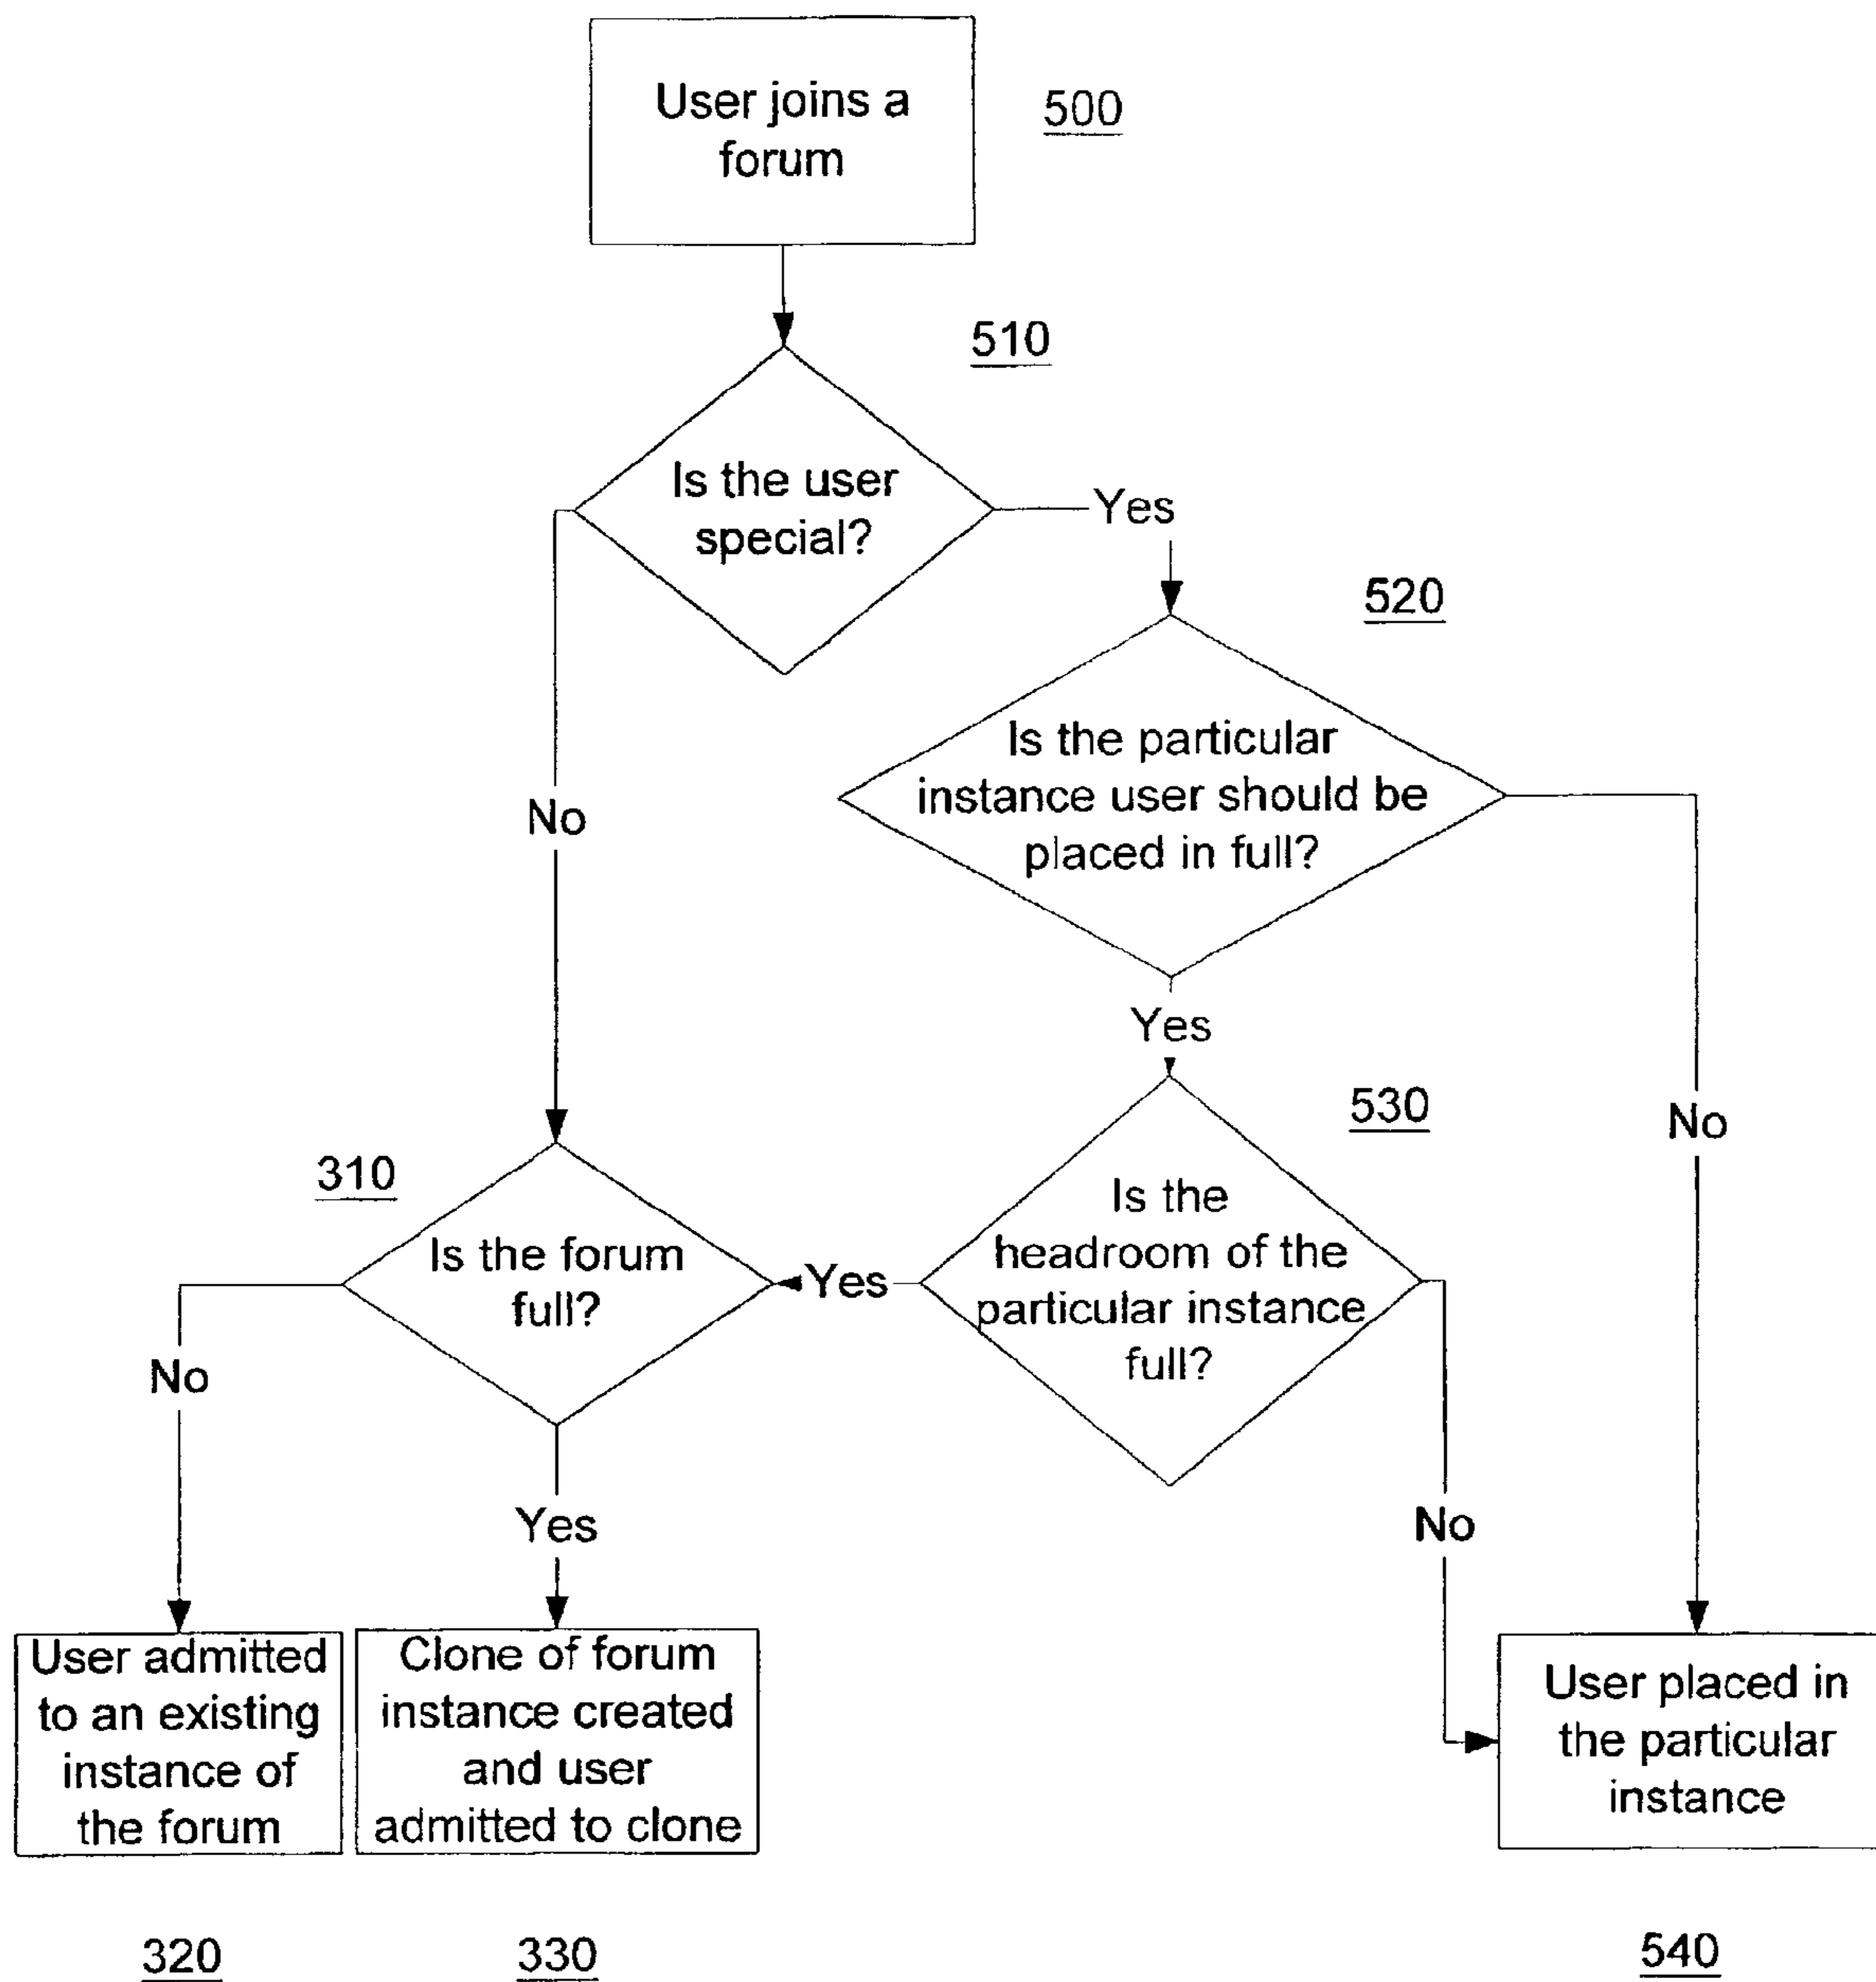 User joins a
forum
500
510
Is the user
special?
Yes
520
Is the particular
instance user should be
placed in full?
No
Yes
530
No
310
Is the
headroom of the
particular instance
full?
Is the forum
full?
Yes
No
Yes
No
User admitted
to an existing
instance of
the forum
Clone of forum
instance created
and user
admitted to clone
User placed in
the particular
instance
320
330
540